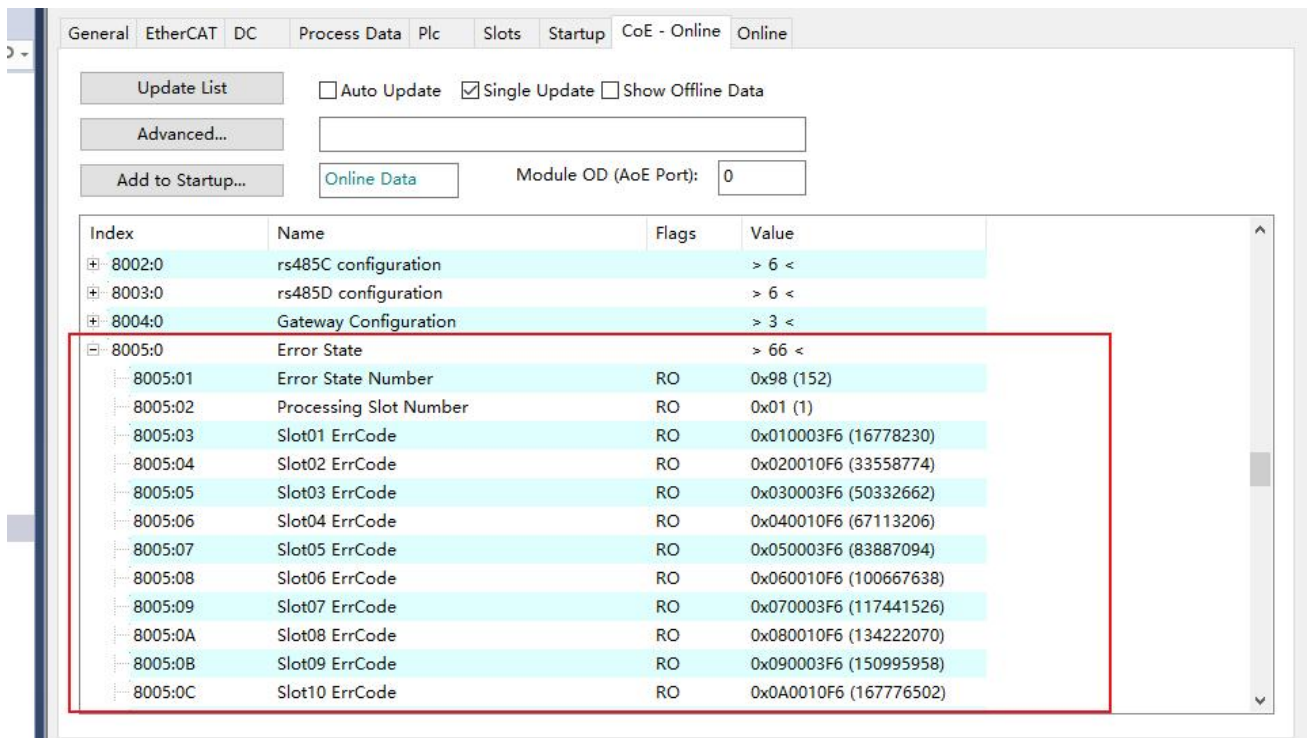 General EtherCAT DC Process Data Plc Slots Startup CoE - Online Online
Update List Auto Update Single Update Show Offline Data
Advanced...
Add to Startup... Online Data Module OD (AoE Port): 0
Index Name Flags Value
8002:0 rs485C configuration > 6 <
8003:0 rs485D configuration > 6 <
8004:0 Gateway Configuration > 3 <
8005:0 Error State > 66 <
8005:01 Error State Number RO 0x98 (152)
8005:02 Processing Slot Number RO 0x01 (1)
8005:03 Slot01 ErrCode RO 0x010003F6 (16778230)
8005:04 Slot02 ErrCode RO 0x020010F6 (33558774)
8005:05 Slot03 ErrCode RO 0x030003F6 (50332662)
8005:06 Slot04 ErrCode RO 0x040010F6 (67113206)
8005:07 Slot05 ErrCode RO 0x050003F6 (83887094)
8005:08 Slot06 ErrCode RO 0x060010F6 (100667638)
8005:09 Slot07 ErrCode RO 0x070003F6 (117441526)
8005:0A Slot08 ErrCode RO 0x080010F6 (134222070)
8005:0B Slot09 ErrCode RO 0x090003F6 (150995958)
8005:0C Slot10 ErrCode RO 0x0A0010F6 (167776502)